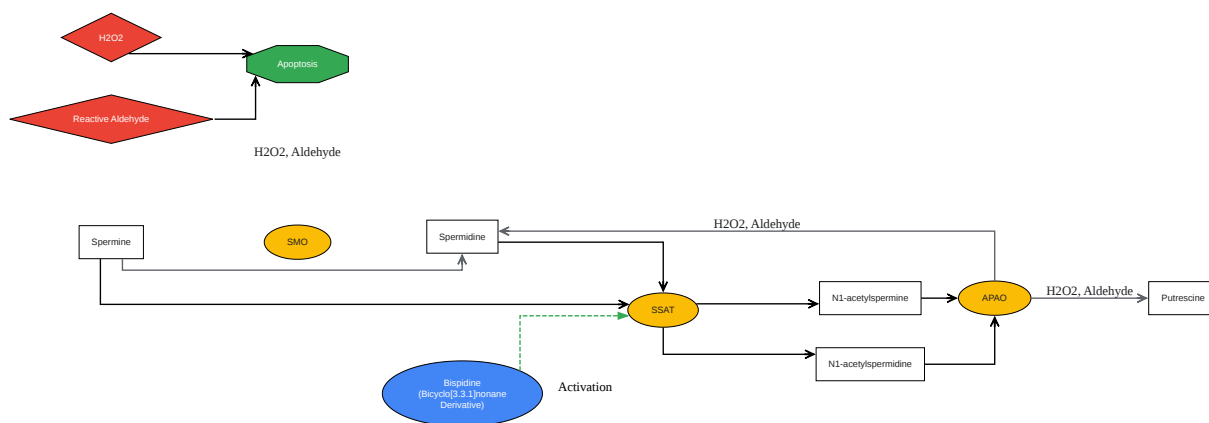 H2O2
Apoptosis
Reactive Aldehyde
H2O2, Aldehyde
Spermine
SMO
Spermidine
H2O2, Aldehyde
SSAT
N1-acetylspermine
APAO
H2O2, Aldehyde
Putrescine
N1-acetylspermidine
Bispidine
(Bicyclo[3.3.1]nonane
Derivative)
Activation